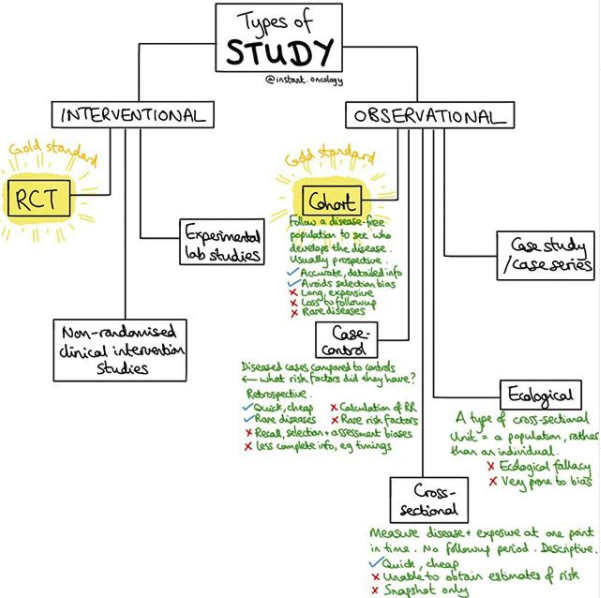 Types of
STUDY
@instant.oncology
INTERVENTIONAL
OBSERVATIONAL
Gold standard
RCT
Experimental
lab studies
Non-randomised
clinical intervention
studies
Gold standard
Cohort
Follow a disease-free
population to see who
develops the disease.
Usually prospective.
✓ Accurate, detailed info
✓ Avoids selection bias
✗ Long, expensive
✗ Loss to followup
✗ Rare diseases
Case-
control
Diseased cases compared to controls
← what risk factors did they have?
Retrospective.
✓ Quick, cheap ✗ Calculation of RR
✓ Rare diseases ✗ Rare risk factors
✗ Recall, selection + assessment biases
✗ Less complete info, eg timings
Case study
/case series
Ecological
A type of cross-sectional
Unit = a population, rather
than an individual.
✗ Ecological fallacy
✗ Very prone to bias
Cross-
sectional
Measure disease + exposure at one point
in time. No followup period. Descriptive.
✓ Quick, cheap
✗ Unable to obtain estimates of risk
✗ Snapshot only